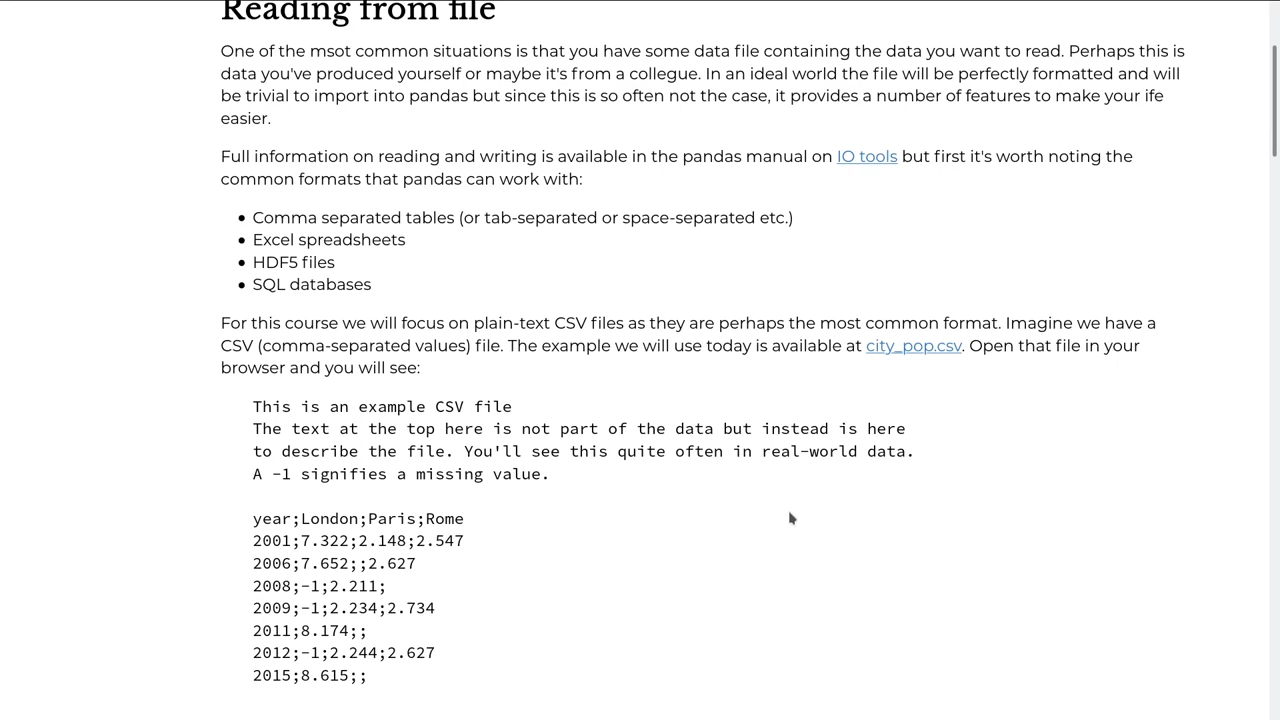 Reading from file
One of the msot common situations is that you have some data file containing the data you want to read. Perhaps this is
data you've produced yourself or maybe it's from a collegue. In an ideal world the file will be perfectly formatted and will
be trivial to import into pandas but since this is so often not the case, it provides a number of features to make your ife
easier.
Full information on reading and writing is available in the pandas manual on IO tools but first it's worth noting the
common formats that pandas can work with:
• Comma separated tables (or tab-separated or space-separated etc.)
• Excel spreadsheets
• HDF5 files
• SQL databases
For this course we will focus on plain-text CSV files as they are perhaps the most common format. Imagine we have a
CSV (comma-separated values) file. The example we will use today is available at city_pop.csv. Open that file in your
browser and you will see:
This is an example CSV file
The text at the top here is not part of the data but instead is here
to describe the file. You'll see this quite often in real-world data.
A -1 signifies a missing value.
year;London;Paris;Rome
2001;7.322;2.148;2.547
2006;7.652;;2.627
2008;-1;2.211;
2009;-1;2.234;2.734
2011;8.174;;
2012;-1;2.244;2.627
2015;8.615;;